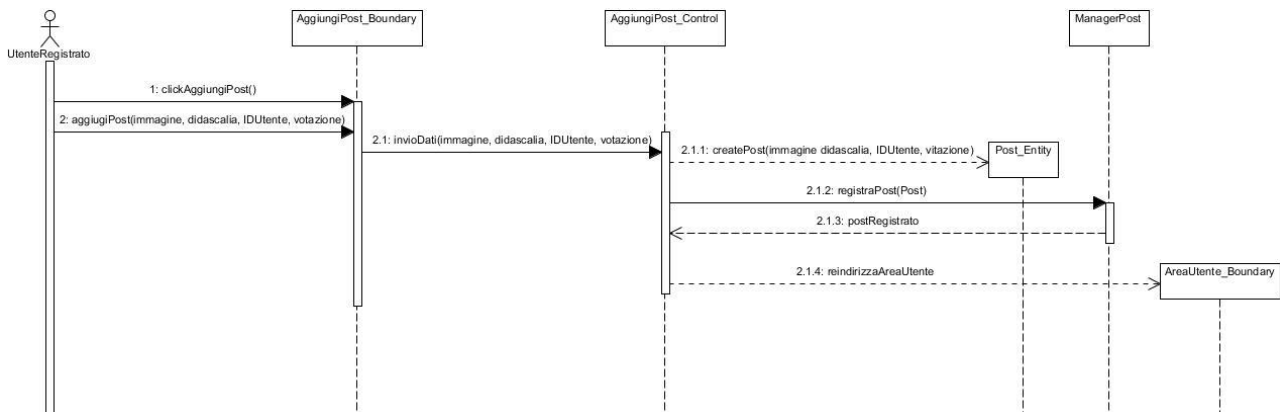 UtenteRegistrato
AggiungiPost_Boundary
AggiungiPost_Control
ManagerPost
1: clickAggiungiPost()
2: aggiugiPost(immagine, didascalia, IDUtente, votazione)
2.1: invioDati(immagine, didascalia, IDUtente, votazione)
2.1.1: createPost(immagine didascalia, IDUtente, vitazione)
Post_Entity
2.1.2: registraPost(Post)
2.1.3: postRegistrato
2.1.4: reindirizzaAreaUtente
AreaUtente_Boundary